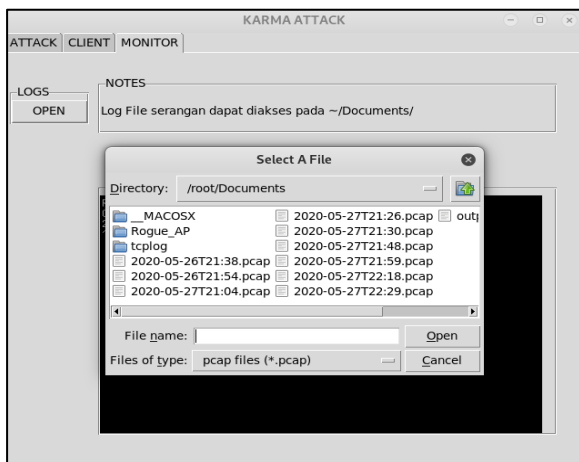 KARMA ATTACK
ATTACK CLIENT MONITOR
LOGS
OPEN
NOTES
Log File serangan dapat diakses pada ~/Documents/
Select A File
Directory: /root/Documents
__MACOSX
Rogue_AP
tcplog
2020-05-26T21:38.pcap
2020-05-26T21:54.pcap
2020-05-27T21:04.pcap
2020-05-27T21:26.pcap
2020-05-27T21:30.pcap
2020-05-27T21:48.pcap
2020-05-27T21:59.pcap
2020-05-27T22:18.pcap
2020-05-27T22:29.pcap
File name:
Open
Files of type: pcap files (*.pcap)
Cancel